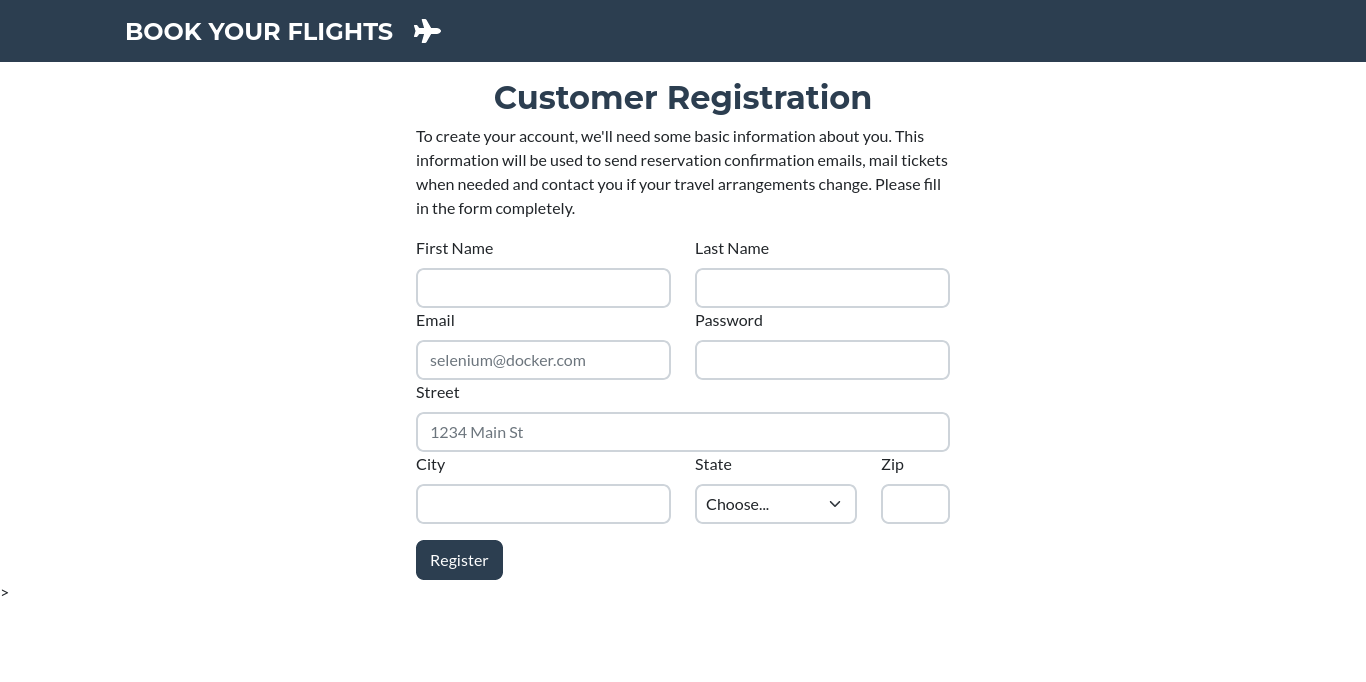 BOOK YOUR FLIGHTS
Customer Registration
To create your account, we'll need some basic information about you. This
information will be used to send reservation confirmation emails, mail tickets
when needed and contact you if your travel arrangements change. Please fill
in the form completely.
First Name Last Name
Email Password
selenium@docker.com
Street
1234 Main St
City State Zip
Choose...
Register
>